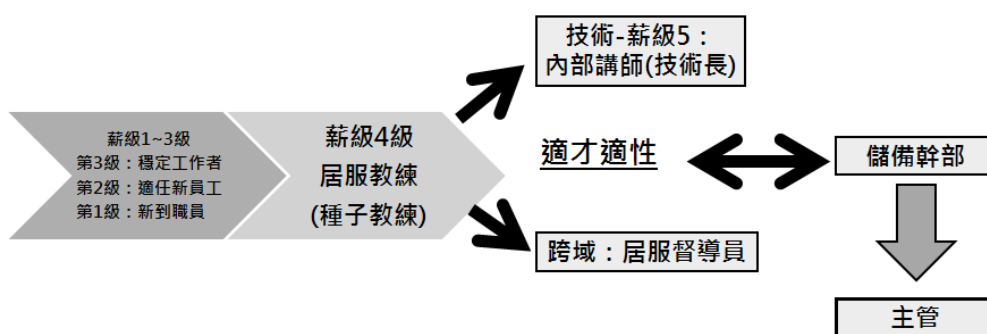 薪級1~3級
第3級：穩定工作者
第2級：適任新員工
第1級：新到職員
薪級4級
居服教練
(種子教練)
技術-薪級5：
內部講師(技術長)
適才適性
跨域：居服督導員
儲備幹部
主管